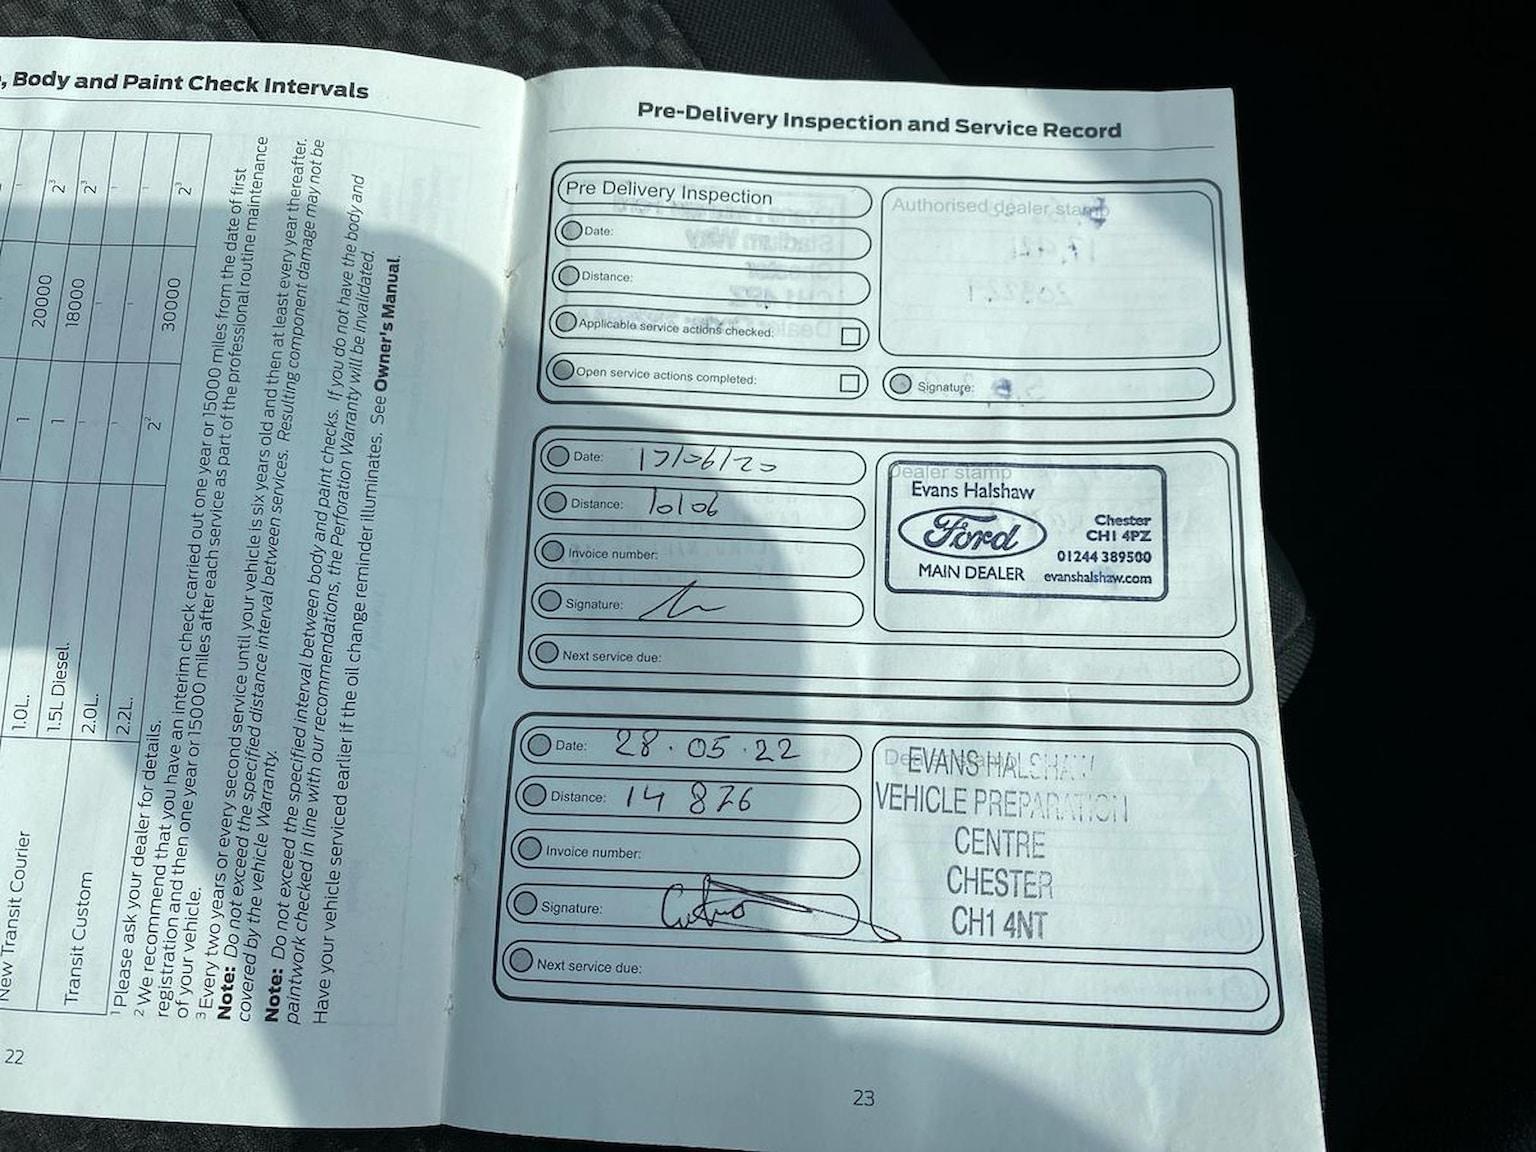 , Body and Paint Check Intervals
1 2³
1 20000 2³
1 18000
2² 30000 2³
1.0L.
1.5L Diesel.
2.0L.
2.2L.
New Transit Courier
Transit Custom
1 Please ask your dealer for details.
2 We recommend that you have an interim check carried out one year or 15000 miles from the date of first
registration and then one year or 15000 miles after each service as part of the professional routine maintenance
of your vehicle.
3 Every two years or every second service until your vehicle is six years old and then at least every year thereafter.
Note: Do not exceed the specified distance interval between services. Resulting component damage may not be
covered by the vehicle Warranty.
Note: Do not exceed the specified interval between body and paint checks. If you do not have the body and
paintwork checked in line with our recommendations, the Perforation Warranty will be invalidated.
Have your vehicle serviced earlier if the oil change reminder illuminates. See Owner's Manual.
22
Pre-Delivery Inspection and Service Record
Pre Delivery Inspection
Date:
Distance:
Applicable service actions checked:
Open service actions completed:
Authorised dealer stamp
Signature:
Date: 17/06/20
Distance: 10106
Invoice number:
Signature:
Next service due:
Dealer stamp
Evans Halshaw
Ford
MAIN DEALER
Chester
CH1 4PZ
01244 389500
evanshalshaw.com
Date: 28.05.22
Distance: 14 876
Invoice number:
Signature:
Next service due:
EVANS HALSHAW
VEHICLE PREPARATION
CENTRE
CHESTER
CH1 4NT
23